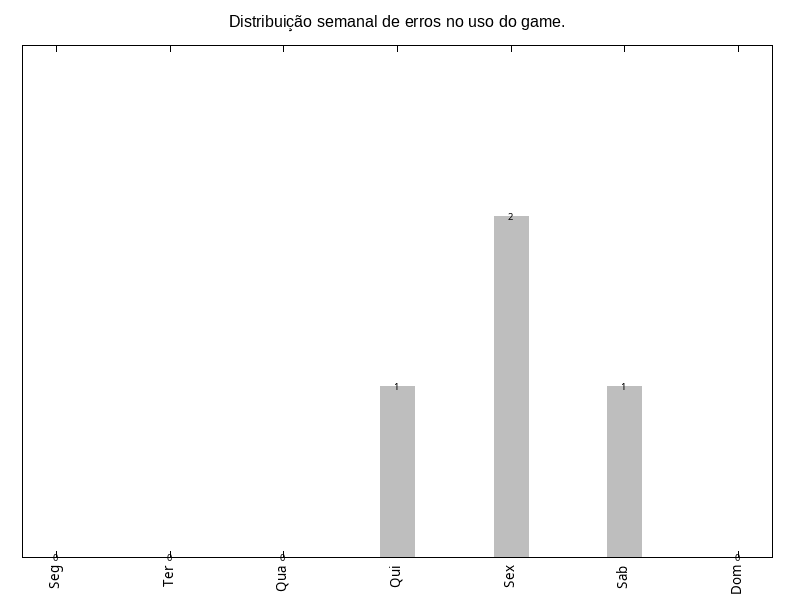 Distribuição semanal de erros no uso do game.
2
1 1
0 0 0 0
Seg Ter Qua Qui Sex Sab Dom